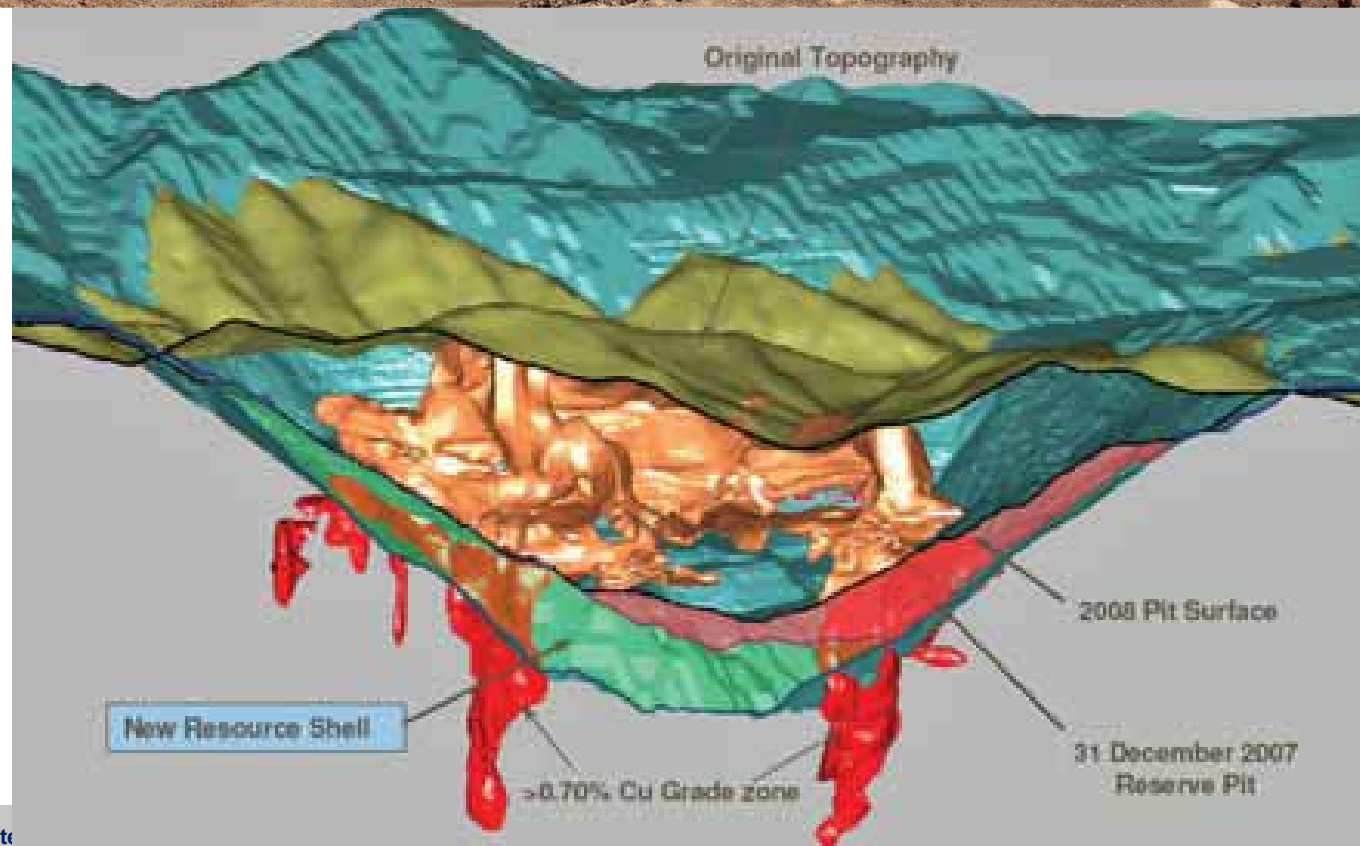 Original Topography
2008 Pit Surface
New Resource Shell
31 December 2007
Reserve Pit
>0.70% Cu Grade zone